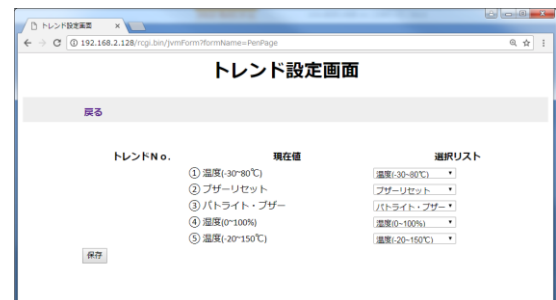 トレンド設定画面
192.168.2.128/rcgi.bin/jvmForm?formName=PenPage
トレンド設定画面
戻る
トレンドNo. 現在値 選択リスト
① 温度(-30~80℃) 温度(-30~80℃)
② ブザーリセット ブザーリセット
③ パトライト・ブザー パトライト・ブザー
④ 湿度(0~100%) 湿度(0~100%)
⑤ 温度(-20~150℃) 温度(-20~150℃)
保存